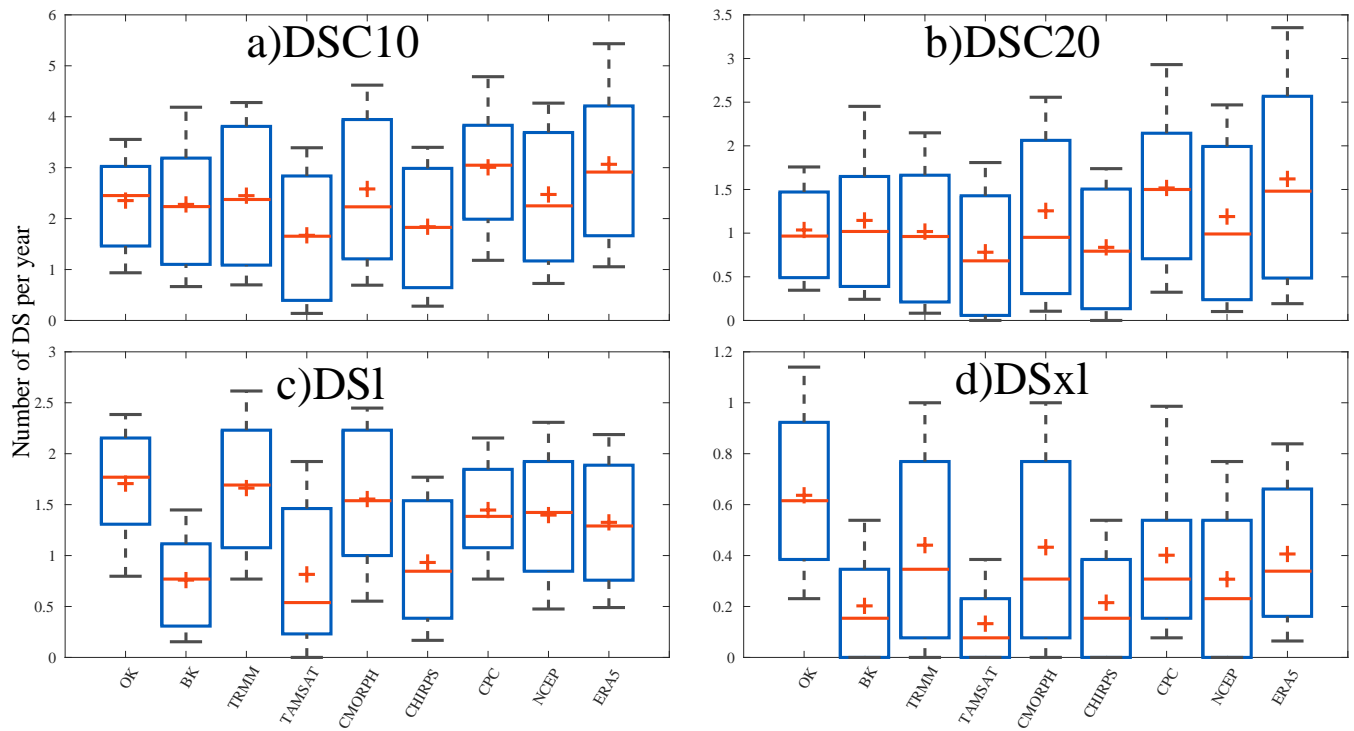 a)DSC10
6
5
4
3
2
1
0
b)DSC20
3.5
3
2.5
2
1.5
1
0.5
0
Number of DS per year
c)DSl
3
2.5
2
1.5
1
0.5
0
OK
BK
TRMM
TAMSAT
CMORPH
CHIRPS
CPC
NCEP
ERA5
d)DSxl
1.2
1
0.8
0.6
0.4
0.2
0
OK
BK
TRMM
TAMSAT
CMORPH
CHIRPS
CPC
NCEP
ERA5